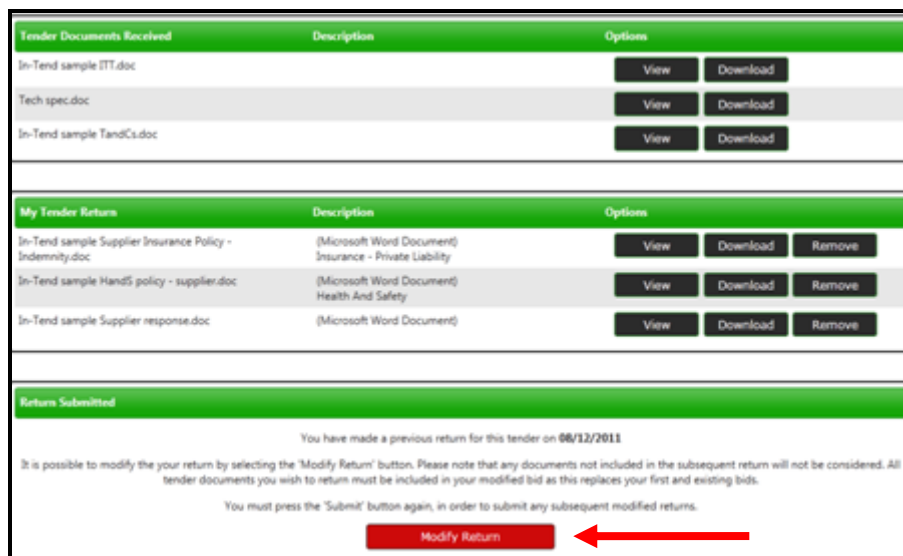 Tender Documents Received Description Options
In-Tend sample ITT.doc View Download
Tech spec.doc View Download
In-Tend sample TandCs.doc View Download
My Tender Return Description Options
In-Tend sample Supplier Insurance Policy - (Microsoft Word Document)
Indemnity.doc Insurance - Private Liability View Download Remove
In-Tend sample HandS policy - supplier.doc (Microsoft Word Document)
Health And Safety View Download Remove
In-Tend sample Supplier response.doc (Microsoft Word Document) View Download Remove
Return Submitted
You have made a previous return for this tender on 08/12/2011
It is possible to modify the your return by selecting the 'Modify Return' button. Please note that any documents not included in the subsequent return will not be considered. All
tender documents you wish to return must be included in your modified bid as this replaces your first and existing bids.
You must press the 'Submit' button again, in order to submit any subsequent modified returns.
Modify Return